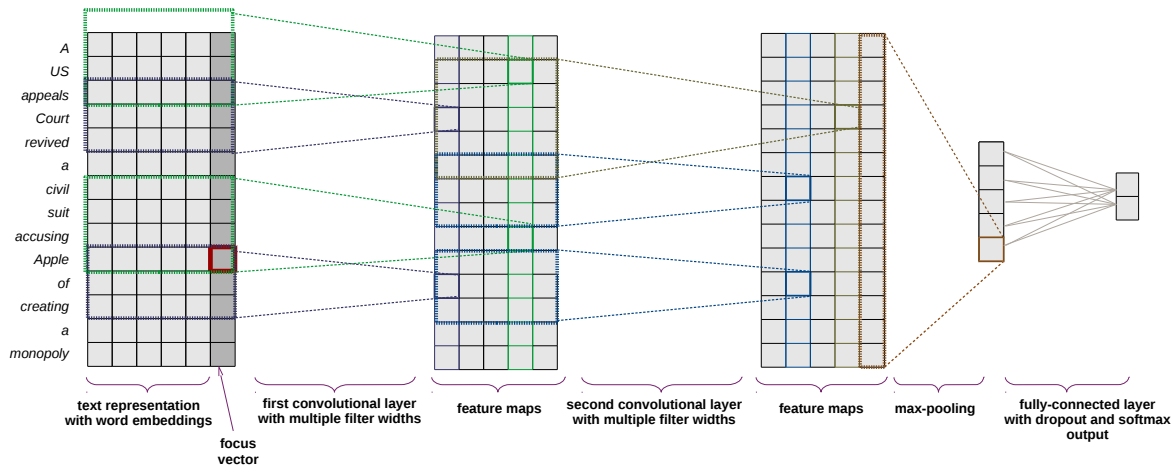 A
US
appeals
Court
revived
a
civil
suit
accusing
Apple
of
creating
a
monopoly
text representation
with word embeddings
focus
vector
first convolutional layer
with multiple filter widths
feature maps
second convolutional layer
with multiple filter widths
feature maps
max-pooling
fully-connected layer
with dropout and softmax
output